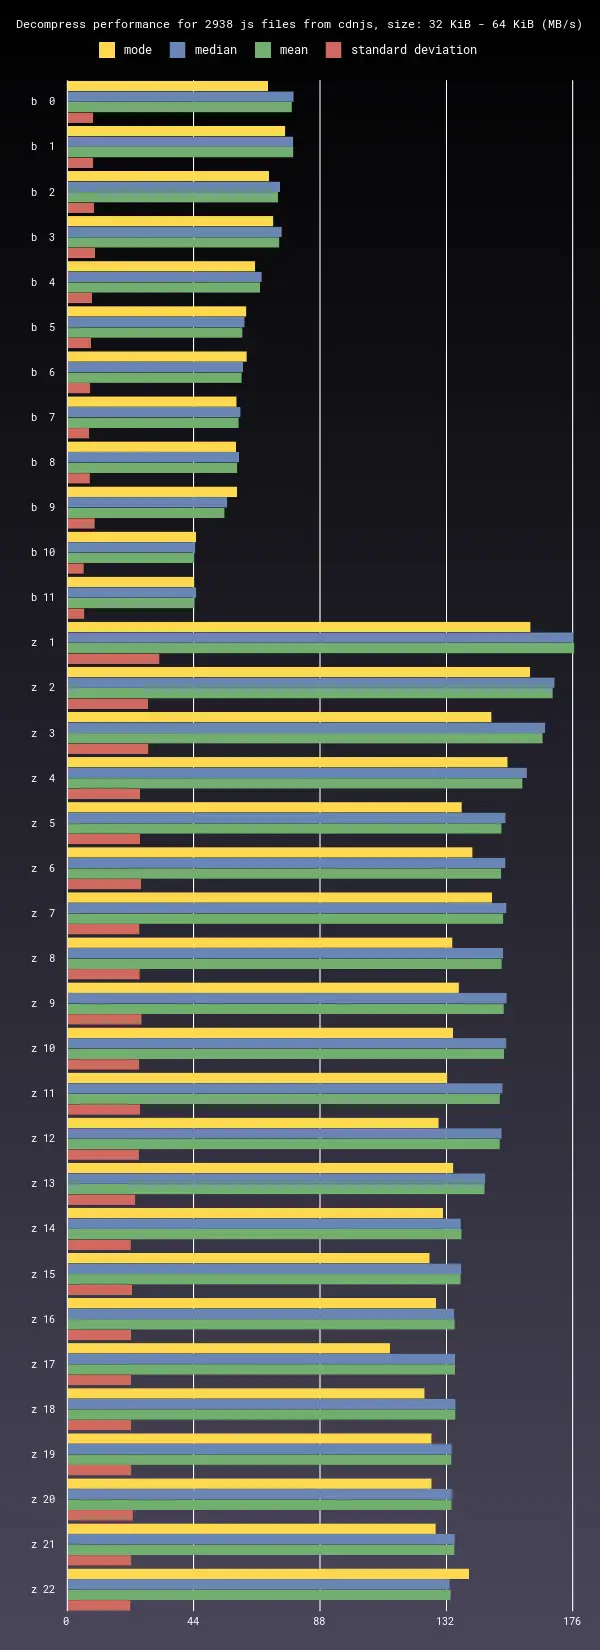 Decompress performance for 2938 js files from cdnjs, size: 32 KiB - 64 KiB (MB/s)
mode median mean standard deviation
b 0
b 1
b 2
b 3
b 4
b 5
b 6
b 7
b 8
b 9
b 10
b 11
z 1
z 2
z 3
z 4
z 5
z 6
z 7
z 8
z 9
z 10
z 11
z 12
z 13
z 14
z 15
z 16
z 17
z 18
z 19
z 20
z 21
z 22
0 44 88 132 176